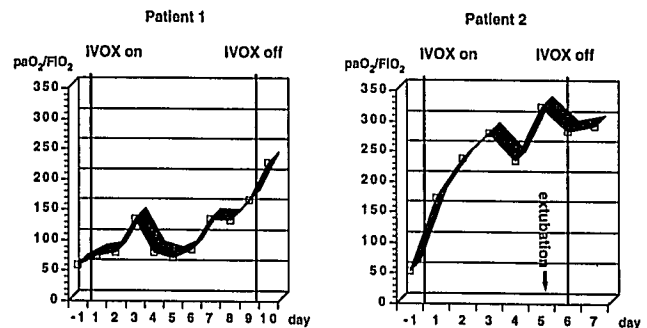 Patient 1
IVOX on IVOX off
paO₂/FIO₂
350
300
250
200
150
100
50
0
-1 1 2 3 4 5 6 7 8 9 10 day
Patient 2
IVOX on IVOX off
paO₂/FIO₂
350
300
250
200
150
100
50
0
extubation
-1 1 2 3 4 5 6 7 day